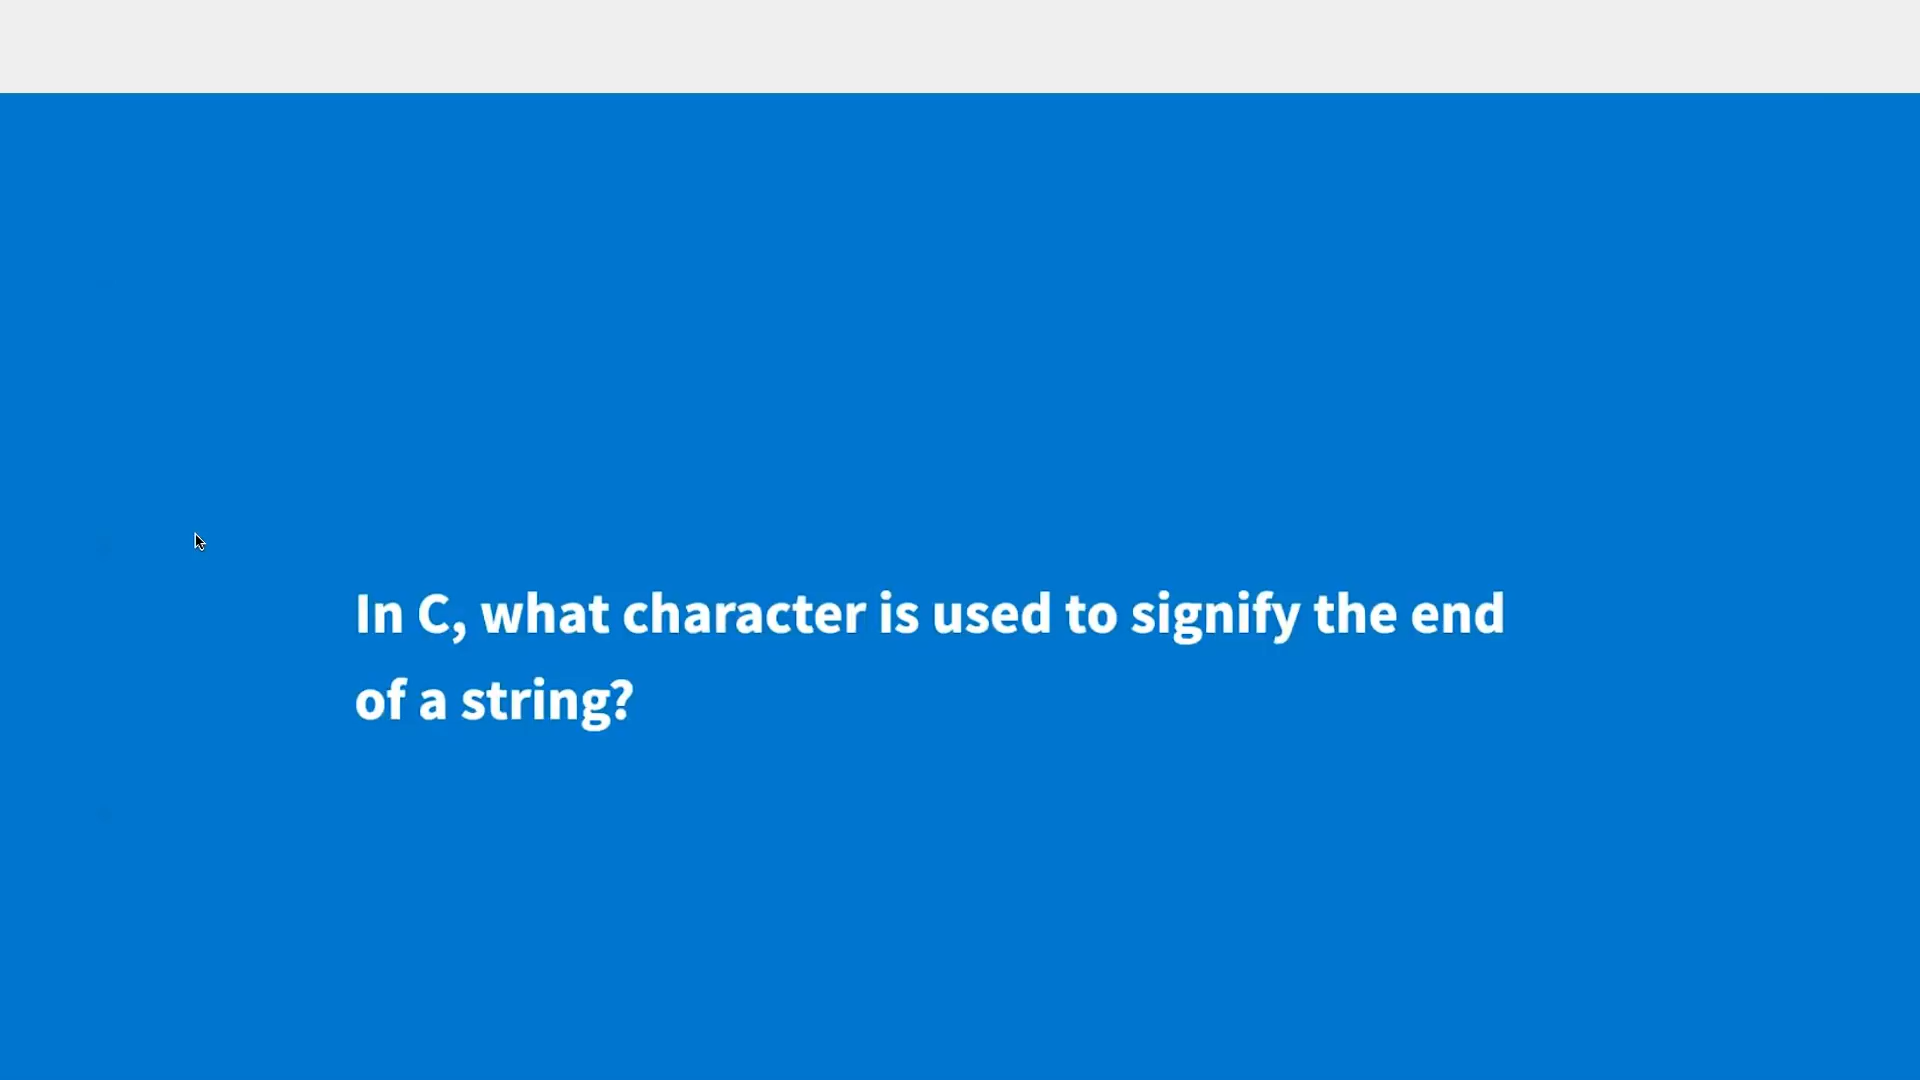 In C, what character is used to signify the end
of a string?